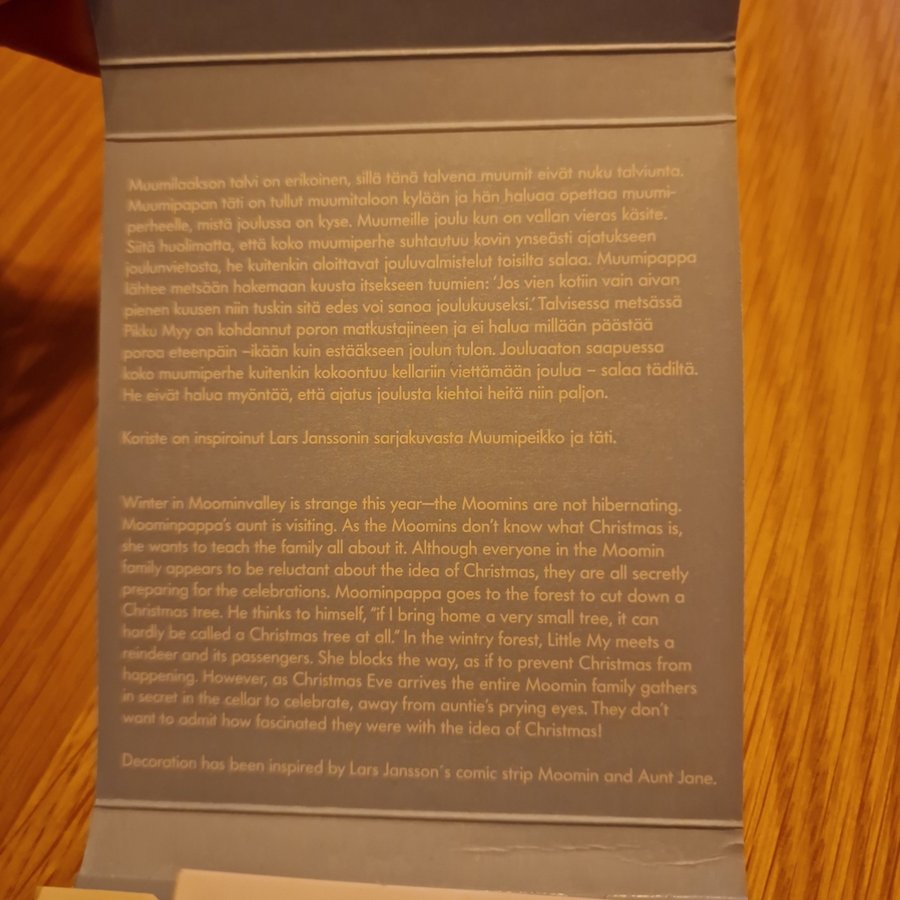 Muumilaakson talvi on erikoinen, sillä tänä talvena muumit eivät nuku talviunta.
Muumipapan täti on tullut muumitaloon kylään ja hän haluaa opettaa muumi-
perheelle, mistä joulussa on kyse. Muumeille joulu kun on vallan vieras käsite.
Siitä huolimatta, että koko muumiperhe suhtautuu kovin ynseästi ajatukseen
joulunvietosta, he kuitenkin aloittavat jouluvalmistelut toisilta salaa. Muumipappa
lähtee metsään hakemaan kuusta itsekseen tuumien: ‘Jos vien kotiin vain aivan
pienen kuusen niin tuskin sitä edes voi sanoa joulukuuseksi.’ Talvisessa metsässä
Pikku Myy on kohdannut poron matkustajineen ja ei halua millään päästää
poroa eteenpäin –ikään kuin estääkseen joulun tulon. Jouluaaton saapuessa
koko muumiperhe kuitenkin kokoontuu kellariin viettämään joulua – salaa tädiltä.
He eivät halua myöntää, että ajatus joulusta kiehtoi heitä niin paljon.
Koriste on inspiroinut Lars Janssonin sarjakuvasta Muumipeikko ja täti.
Winter in Moominvalley is strange this year—the Moomins are not hibernating.
Moominpappa’s aunt is visiting. As the Moomins don’t know what Christmas is,
she wants to teach the family all about it. Although everyone in the Moomin
family appears to be reluctant about the idea of Christmas, they are all secretly
preparing for the celebrations. Moominpappa goes to the forest to cut down a
Christmas tree. He thinks to himself, “if I bring home a very small tree, it can
hardly be called a Christmas tree at all.” In the wintry forest, Little My meets a
reindeer and its passengers. She blocks the way, as if to prevent Christmas from
happening. However, as Christmas Eve arrives the entire Moomin family gathers
in secret in the cellar to celebrate, away from auntie’s prying eyes. They don’t
want to admit how fascinated they were with the idea of Christmas!
Decoration has been inspired by Lars Jansson´s comic strip Moomin and Aunt Jane.